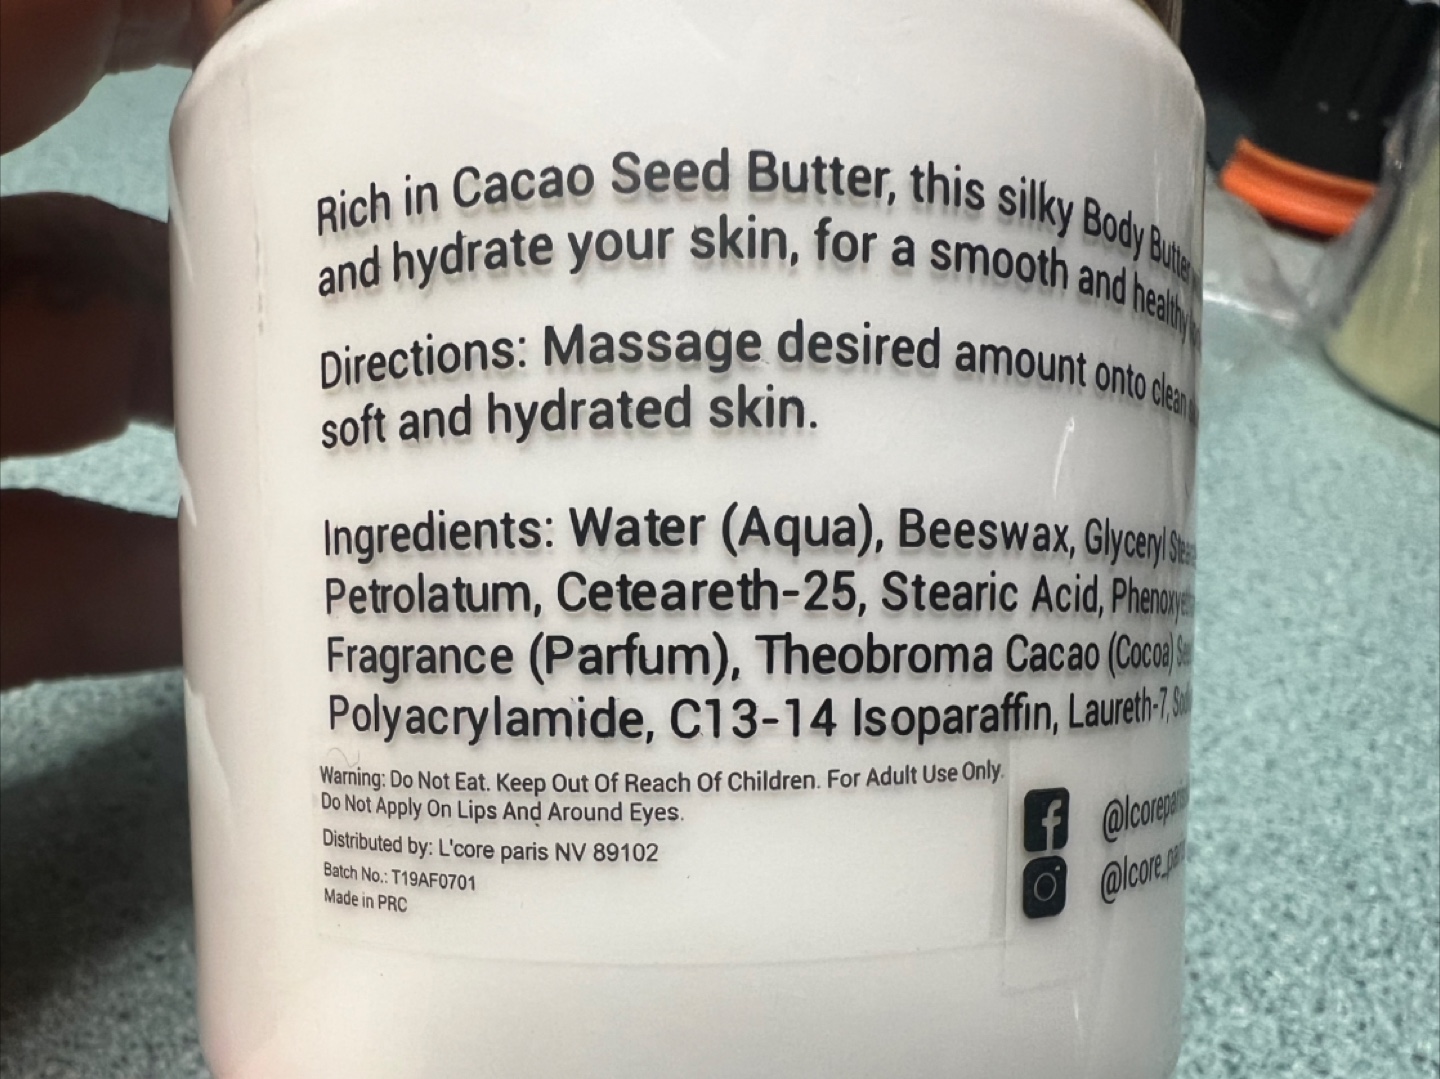 Rich in Cacao Seed Butter, this silky Body Butter
and hydrate your skin, for a smooth and healthy
Directions: Massage desired amount onto clean
soft and hydrated skin.
Ingredients: Water (Aqua), Beeswax, Glyceryl
Petrolatum, Ceteareth-25, Stearic Acid,
Fragrance (Parfum), Theobroma Cacao (Cocoa)
Polyacrylamide, C13-14 Isoparaffin, Laureth-7,
Warning: Do Not Eat. Keep Out Of Reach Of Children. For Adult Use Only.
Do Not Apply On Lips And Around Eyes.
Distributed by: L'core paris NV 89102
Batch No.: T19AF0701
Made in PRC